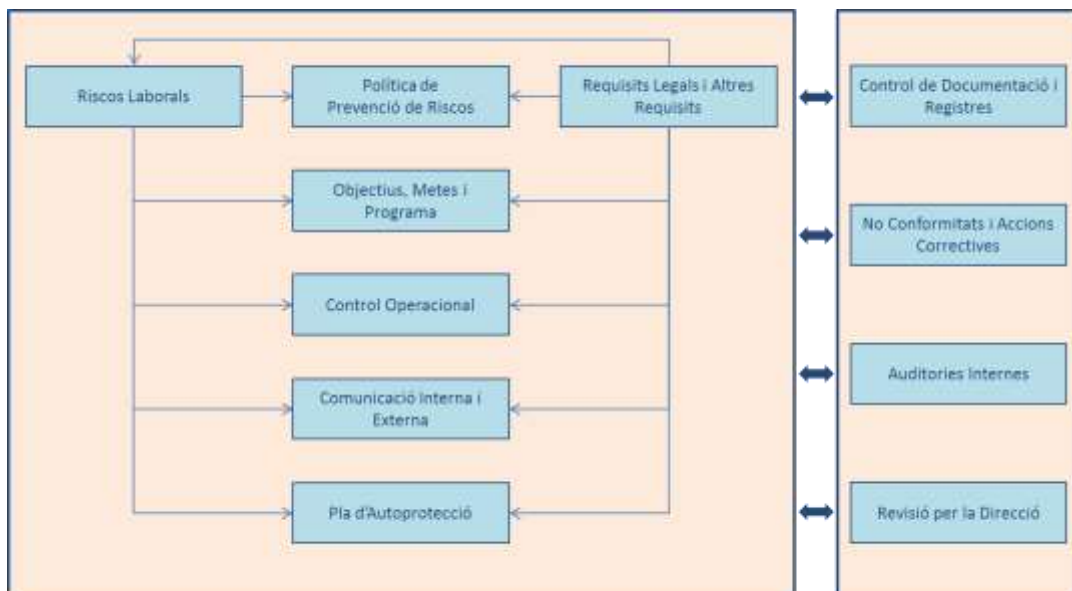 Riscos Laborals
Política de
Prevenció de Riscos
Requisits Legals i Altres
Requisits
Objectius, Metes i
Programa
Control Operacional
Comunicació Interna i
Externa
Pla d'Autoprotecció
Control de Documentació i
Registres
No Conformitats i Accions
Correctives
Auditories Internes
Revisió per la Direcció